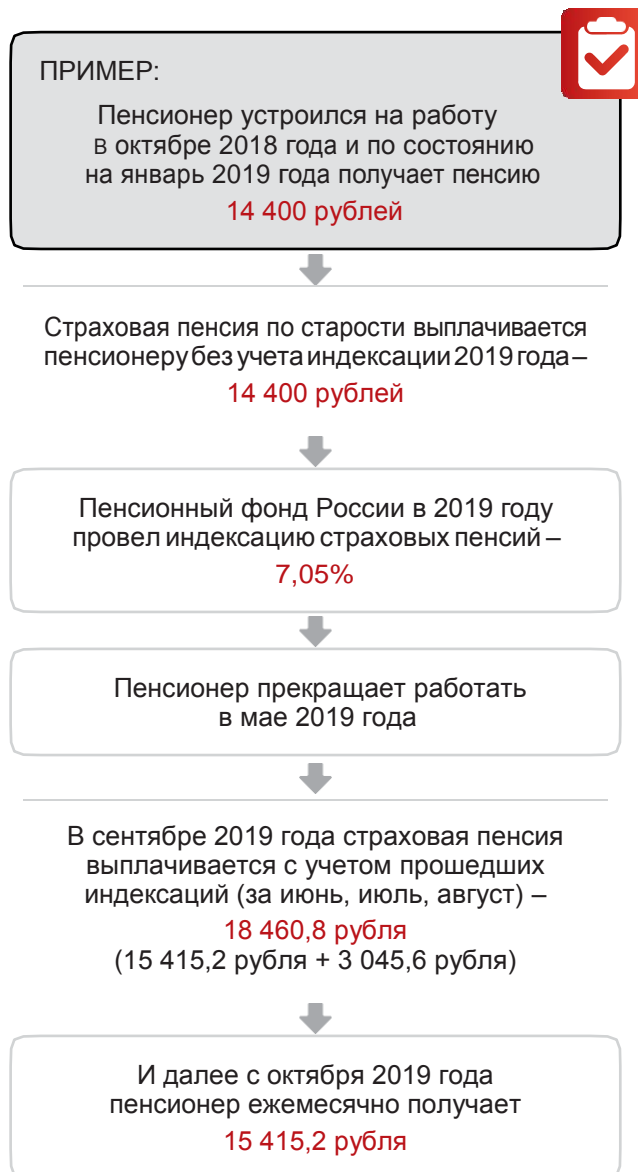 ПРИМЕР:
Пенсионер устроился на работу
в октябре 2018 года и по состоянию
на январь 2019 года получает пенсию
14 400 рублей
Страховая пенсия по старости выплачивается
пенсионеру без учета индексации 2019 года –
14 400 рублей
Пенсионный фонд России в 2019 году
провел индексацию страховых пенсий –
7,05%
Пенсионер прекращает работать
в мае 2019 года
В сентябре 2019 года страховая пенсия
выплачивается с учетом прошедших
индексаций (за июнь, июль, август) –
18 460,8 рубля
(15 415,2 рубля + 3 045,6 рубля)
И далее с октября 2019 года
пенсионер ежемесячно получает
15 415,2 рубля